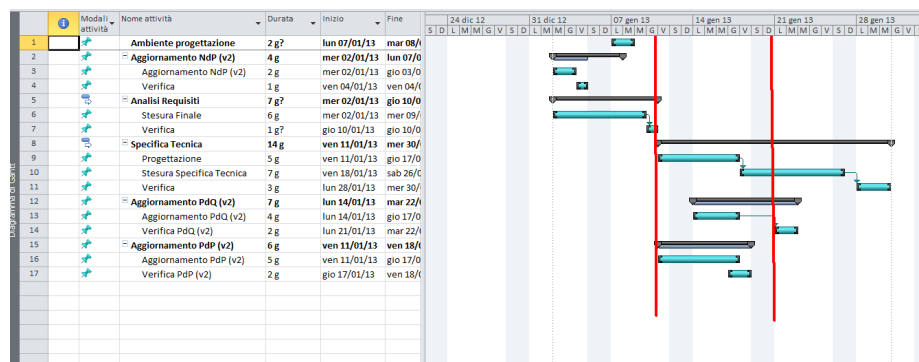 Modali attività Nome attività Durata Inizio Fine 24 dic 12 31 dic 12 07 gen 13 14 gen 13 21 gen 13 28 gen 13
S D L M M G V S D L M M G V S D L M M G V S D L M M G V S D L M M G V S D L M M G V
1 Ambiente progettazione 2 g? lun 07/01/13 mar 08/
2 Aggiornamento NdP (v2) 4 g mer 02/01/13 lun 07/0
3 Aggiornamento NdP (v2) 2 g mer 02/01/13 gio 03/0
4 Verifica 1 g ven 04/01/13 ven 04/0
5 Analisi Requisiti 7 g? mer 02/01/13 gio 10/0
6 Stesura Finale 6 g mer 02/01/13 mer 09/
7 Verifica 1 g? gio 10/01/13 gio 10/0
8 Specifica Tecnica 14 g ven 11/01/13 mer 30/
9 Progettazione 5 g ven 11/01/13 gio 17/0
10 Stesura Specifica Tecnica 7 g ven 18/01/13 sab 26/0
11 Verifica 3 g lun 28/01/13 mer 30/
12 Aggiornamento PdQ (v2) 7 g lun 14/01/13 mar 22/
13 Aggiornamento PdQ (v2) 4 g lun 14/01/13 gio 17/0
14 Verifica PdQ (v2) 2 g lun 21/01/13 mar 22/
15 Aggiornamento PdP (v2) 6 g ven 11/01/13 ven 18/
16 Aggiornamento PdP (v2) 5 g ven 11/01/13 gio 17/0
17 Verifica PdP (v2) 2 g gio 17/01/13 ven 18/
Diagramma di Gantt